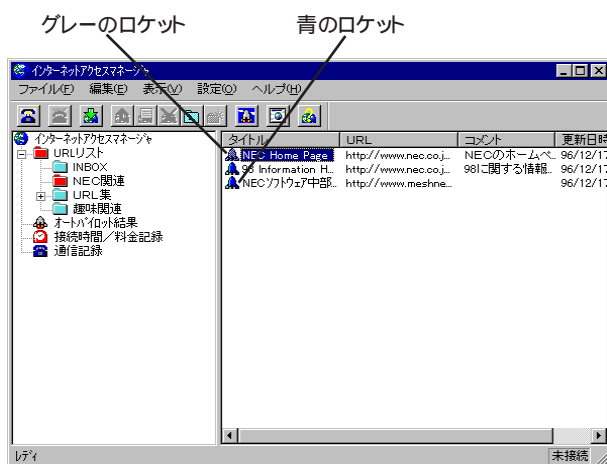 グレーのロケット 青のロケット
インターネットアクセスマネージャ
ファイル(F) 編集(E) 表示(V) 設定(O) ヘルプ(H)
インターネットアクセスマネージャ
URLリスト
INBOX
NEC関連
URL集
趣味関連
オートパイロット結果
接続時間/料金記録
通信記録
タイトル URL コメント 更新日時
NEC Home Page http://www.nec.co.j... NECのホームペ... 96/12/17
98 Information H... http://www.nec.co.j... 98に関する情報... 96/12/17
NECソフトウェア中部... http://www.meshne... 96/12/17
レディ 未接続